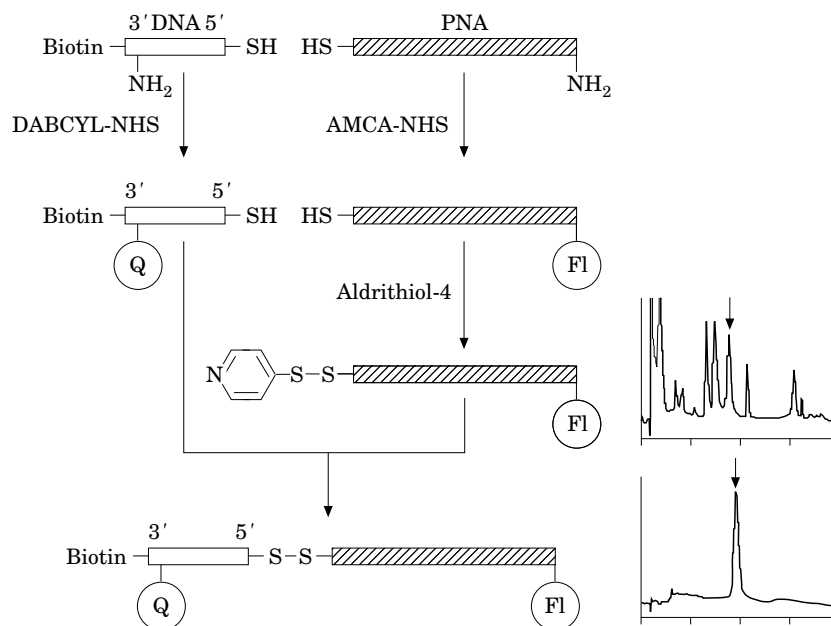 3′ DNA 5′ PNA
Biotin SH HS
NH₂ NH₂
DABCYL-NHS AMCA-NHS
3′ 5′
Biotin SH HS
Q Fl
Aldrithiol-4
N S S
Fl
3′ 5′
Biotin S S
Q Fl